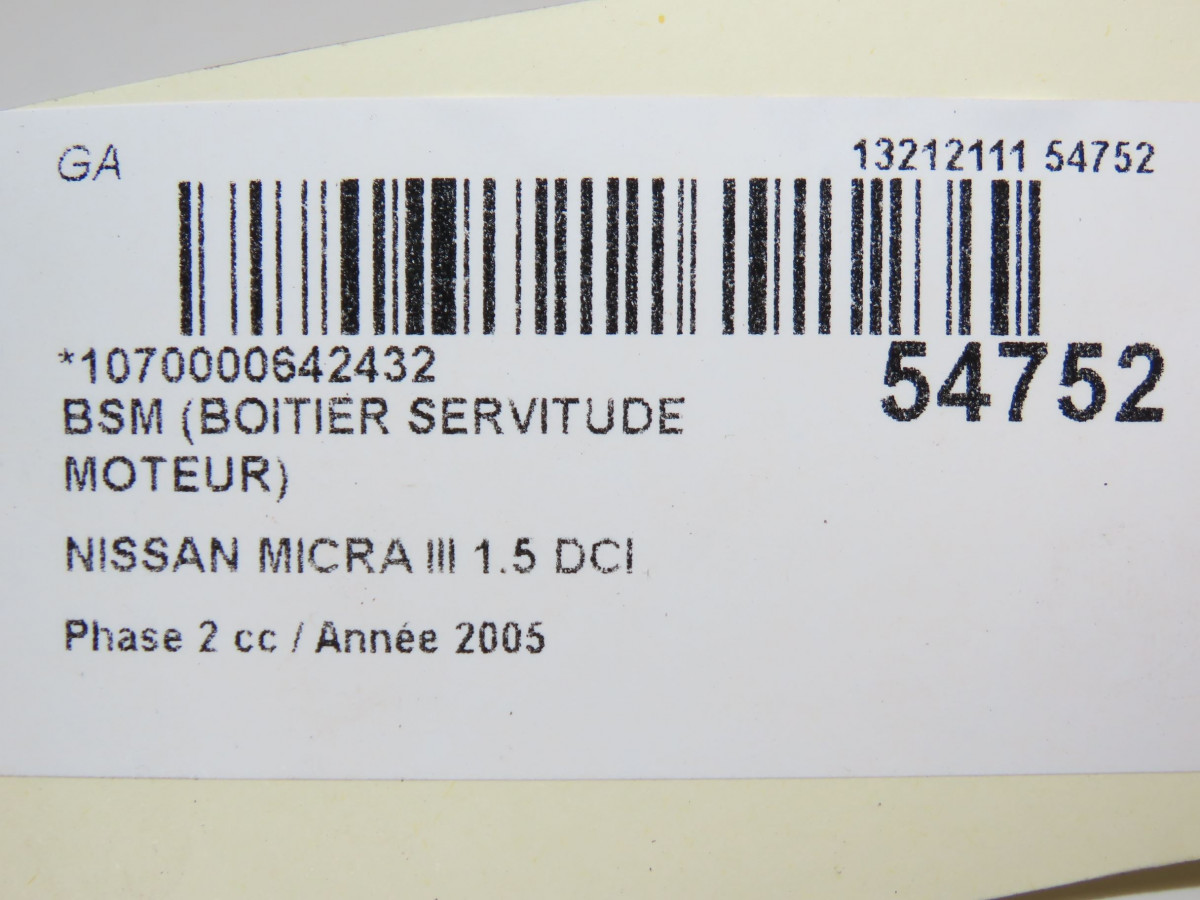 GA
13212111 54752
*1070000642432
54752
BSM (BOITIER SERVITUDE
MOTEUR)
NISSAN MICRA III 1.5 DCI
Phase 2 cc / Année 2005